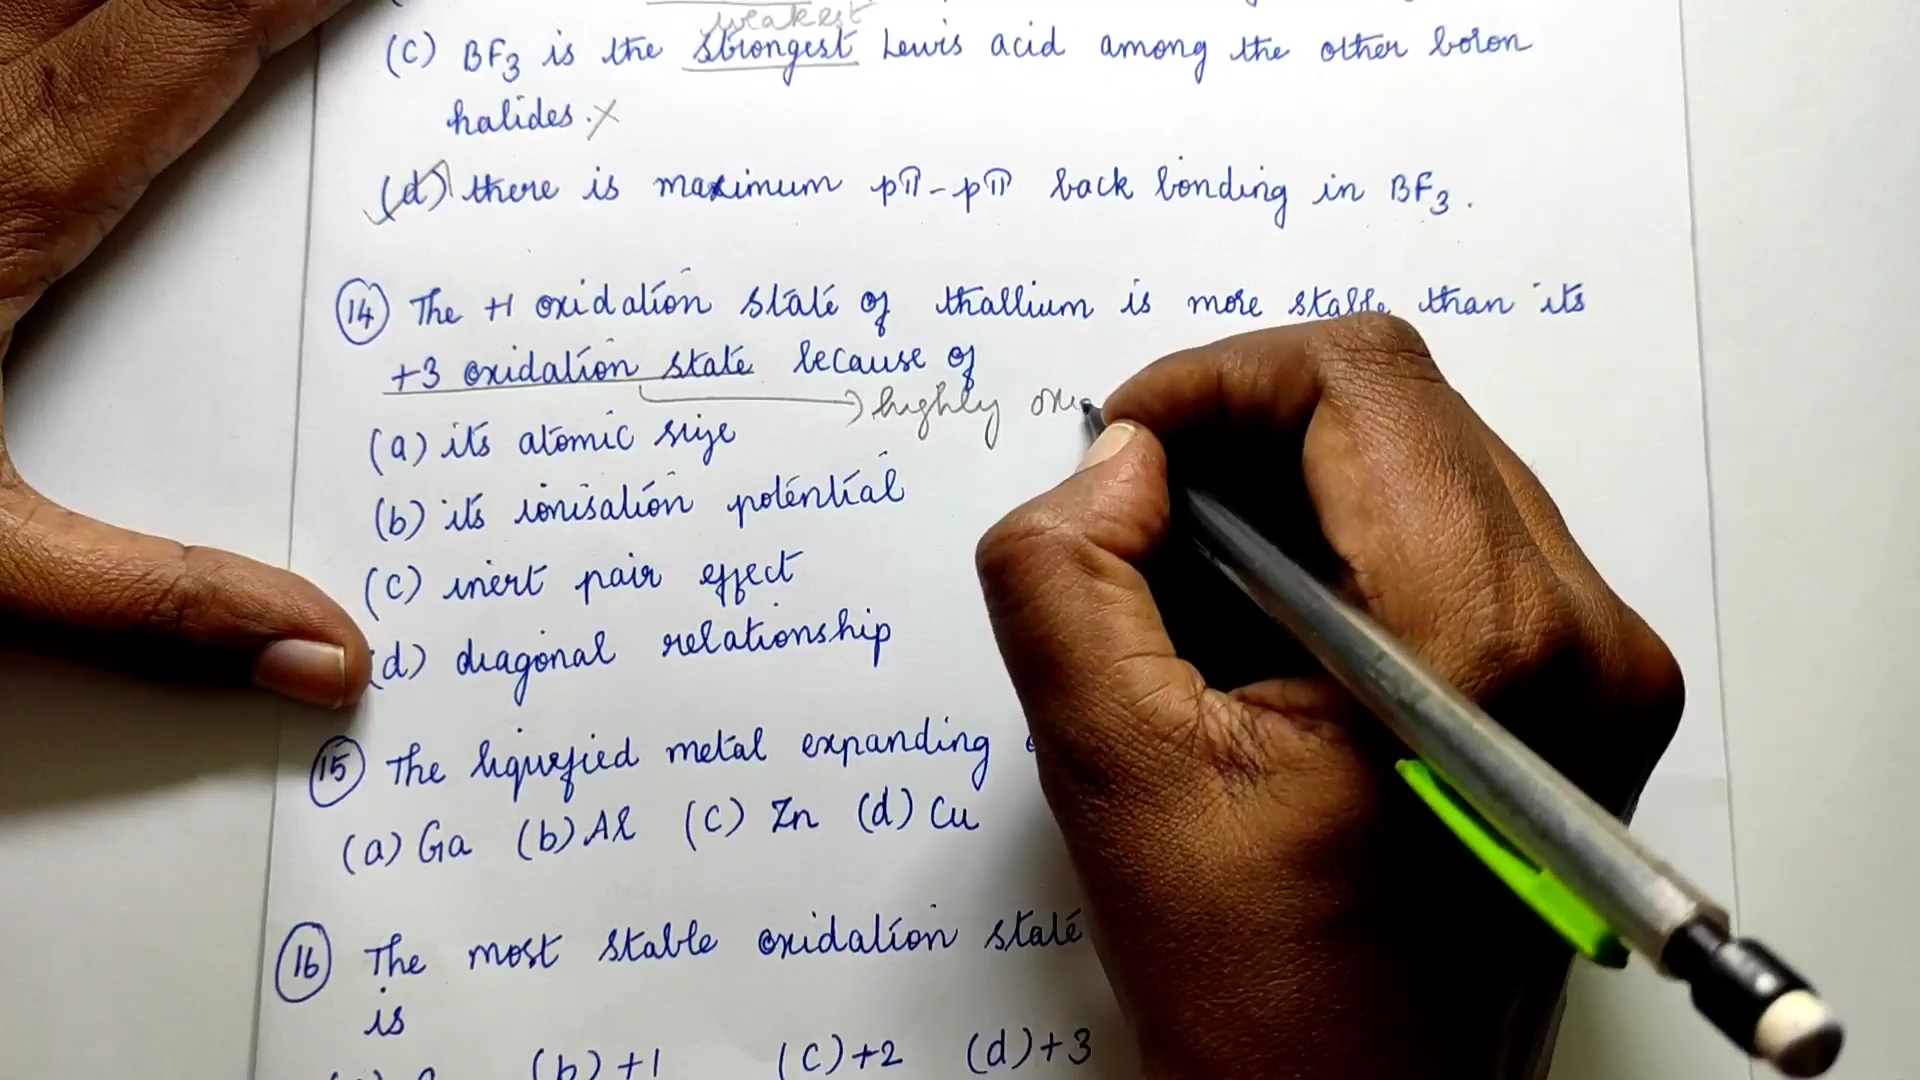 weakest
(C) BF3 is the strongest Lewis acid among the other boron
halides. X
(d) there is maximum pπ-pπ back bonding in BF3.
14 The +1 oxidation state of thallium is more stable than its
+3 oxidation state because of
highly
(a) its atomic size
(b) its ionisation potential
(C) inert pair effect
(d) diagonal relationship
15 The liquefied metal expanding
(a) Ga (b) Al (C) Zn (d) Cu
16 The most stable oxidation state
is
(b) +1 (C) +2 (d) +3